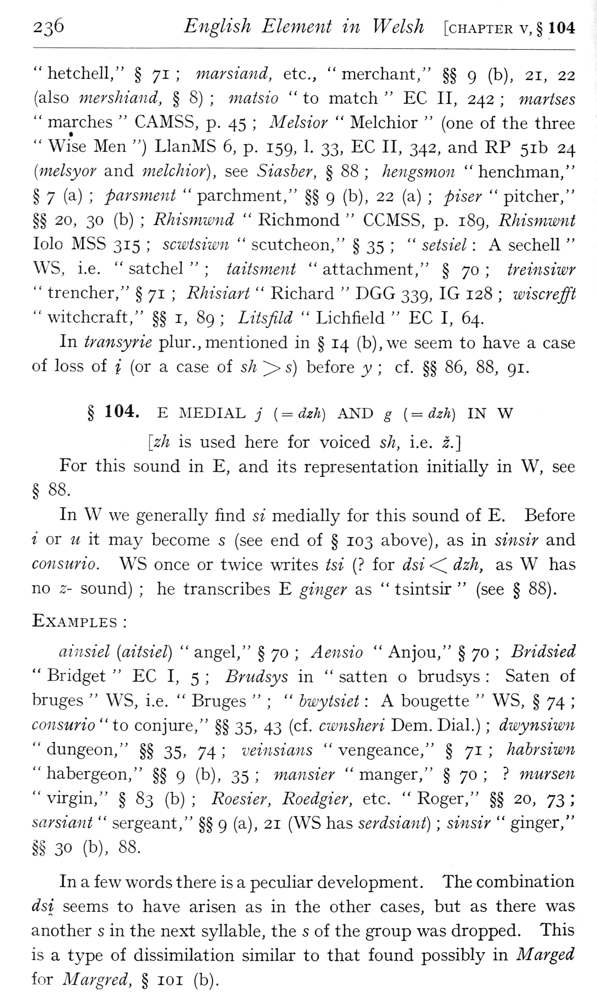 236 English Element in Welsh [CHAPTER V, § 104
“ hetchell,” § 71 ; marsiand, etc., “ merchant,” §§ 9 (b), 21, 22
(also mershiand, § 8) ; matsio “ to match ” EC II, 242 ; martses
“ marches ” CAMSS, p. 45 ; Melsior “ Melchior ” (one of the three
“ Wise Men ”) LlanMS 6, p. 159, l. 33, EC II, 342, and RP 51b 24
(melsyor and melchior), see Siasber, § 88 ; hengsmon “ henchman,”
§ 7 (a) ; parsment “ parchment,” §§ 9 (b), 22 (a) ; piser “ pitcher,”
§§ 20, 30 (b) ; Rhismwnd “ Richmond ” CCMSS, p. 189, Rhismwnt
Iolo MSS 315 ; scwtsiwn “ scutcheon,” § 35 ; “ setsiel : A sechell ”
WS, i.e. “ satchel ” ; taitsment “ attachment,” § 70 ; treinsiwr
“ trencher,” § 71 ; Rhisiart “ Richard ” DGG 339, IG 128 ; wiscrefft
“ witchcraft,” §§ 1, 89 ; Litsfild “ Lichfield ” EC I, 64.
In transyrie plur., mentioned in § 14 (b), we seem to have a case
of loss of i̯ (or a case of sh > s) before y ; cf. §§ 86, 88, 91.
§ 104. E MEDIAL j (= dzh) AND g (= dzh) IN W
[zh is used here for voiced sh, i.e. ž.]
For this sound in E, and its representation initially in W, see
§ 88.
In W we generally find si medially for this sound of E. Before
i or u it may become s (see end of § 103 above), as in sinsir and
consurio. WS once or twice writes tsi (? for dsi < dzh, as W has
no z- sound) ; he transcribes E ginger as “ tsintsir ” (see § 88).
EXAMPLES :
ainsiel (aitsiel) “ angel,” § 70 ; Aensio “ Anjou,” § 70 ; Bridsied
“ Bridget ” EC I, 5 ; Brudsys in “ satten o brudsys : Saten of
bruges ” WS, i.e. “ Bruges ” ; “ bwytsiet : A bougette ” WS, § 74 ;
consurio “ to conjure,” §§ 35, 43 (cf. cwnsheri Dem. Dial.) ; dwynsiwn
“ dungeon,” §§ 35, 74 ; veinsians “ vengeance,” § 71 ; habrsiwn
“ habergeon,” §§ 9 (b), 35 ; mansier “ manger,” § 70 ; ? mursen
“ virgin,” § 83 (b) ; Roesier, Roedgier, etc. “ Roger,” §§ 20, 73 ;
sarsiant “ sergeant,” §§ 9 (a), 21 (WS has serdsiant) ; sinsir “ ginger,”
§§ 30 (b), 88.
In a few words there is a peculiar development. The combination
dsi̯ seems to have arisen as in the other cases, but as there was
another s in the next syllable, the s of the group was dropped. This
is a type of dissimilation similar to that found possibly in Marged
for Margred, § 101 (b).